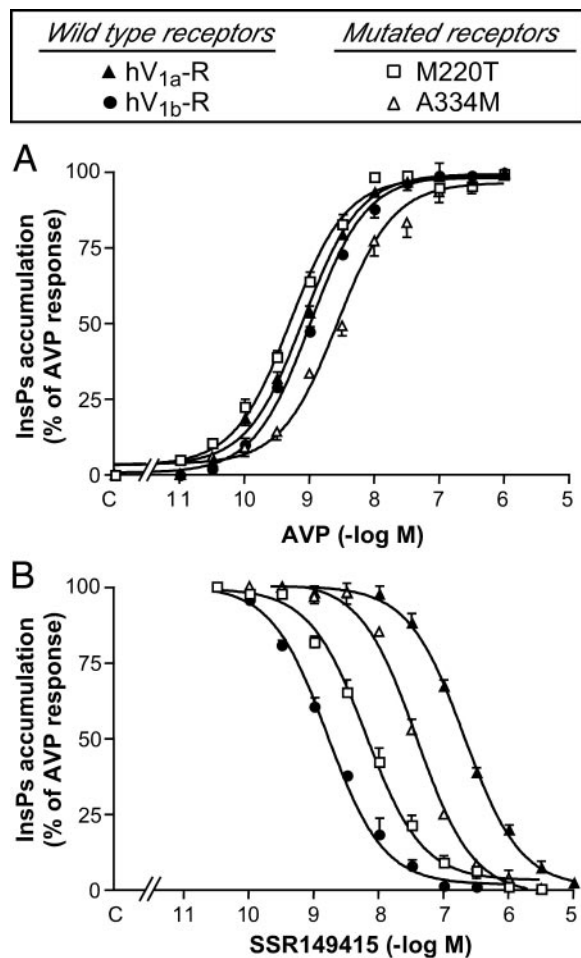 Wild type receptors Mutated receptors
▲ hV1a-R □ M220T
● hV1b-R △ A334M
A
100
75
50
25
0
InsPs accumulation
(% of AVP response)
C 11 10 9 8 7 6 5
AVP (-log M)
B
100
75
50
25
0
InsPs accumulation
(% of AVP response)
C 11 10 9 8 7 6 5
SSR149415 (-log M)